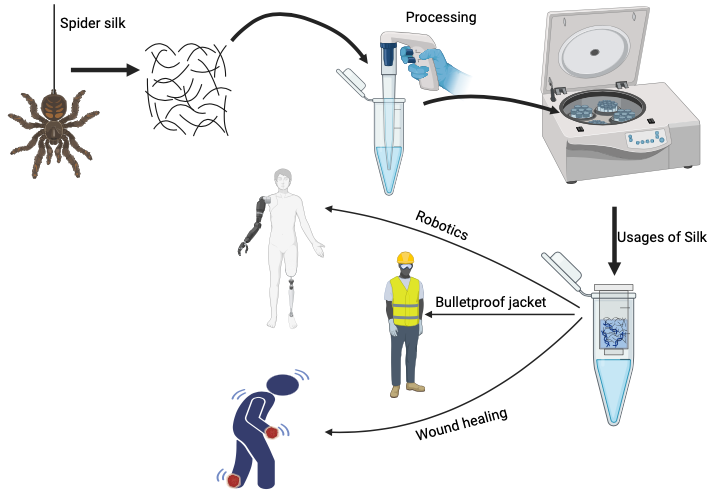 Spider silk
Processing
Usages of Silk
Robotics
Bulletproof jacket
Wound healing